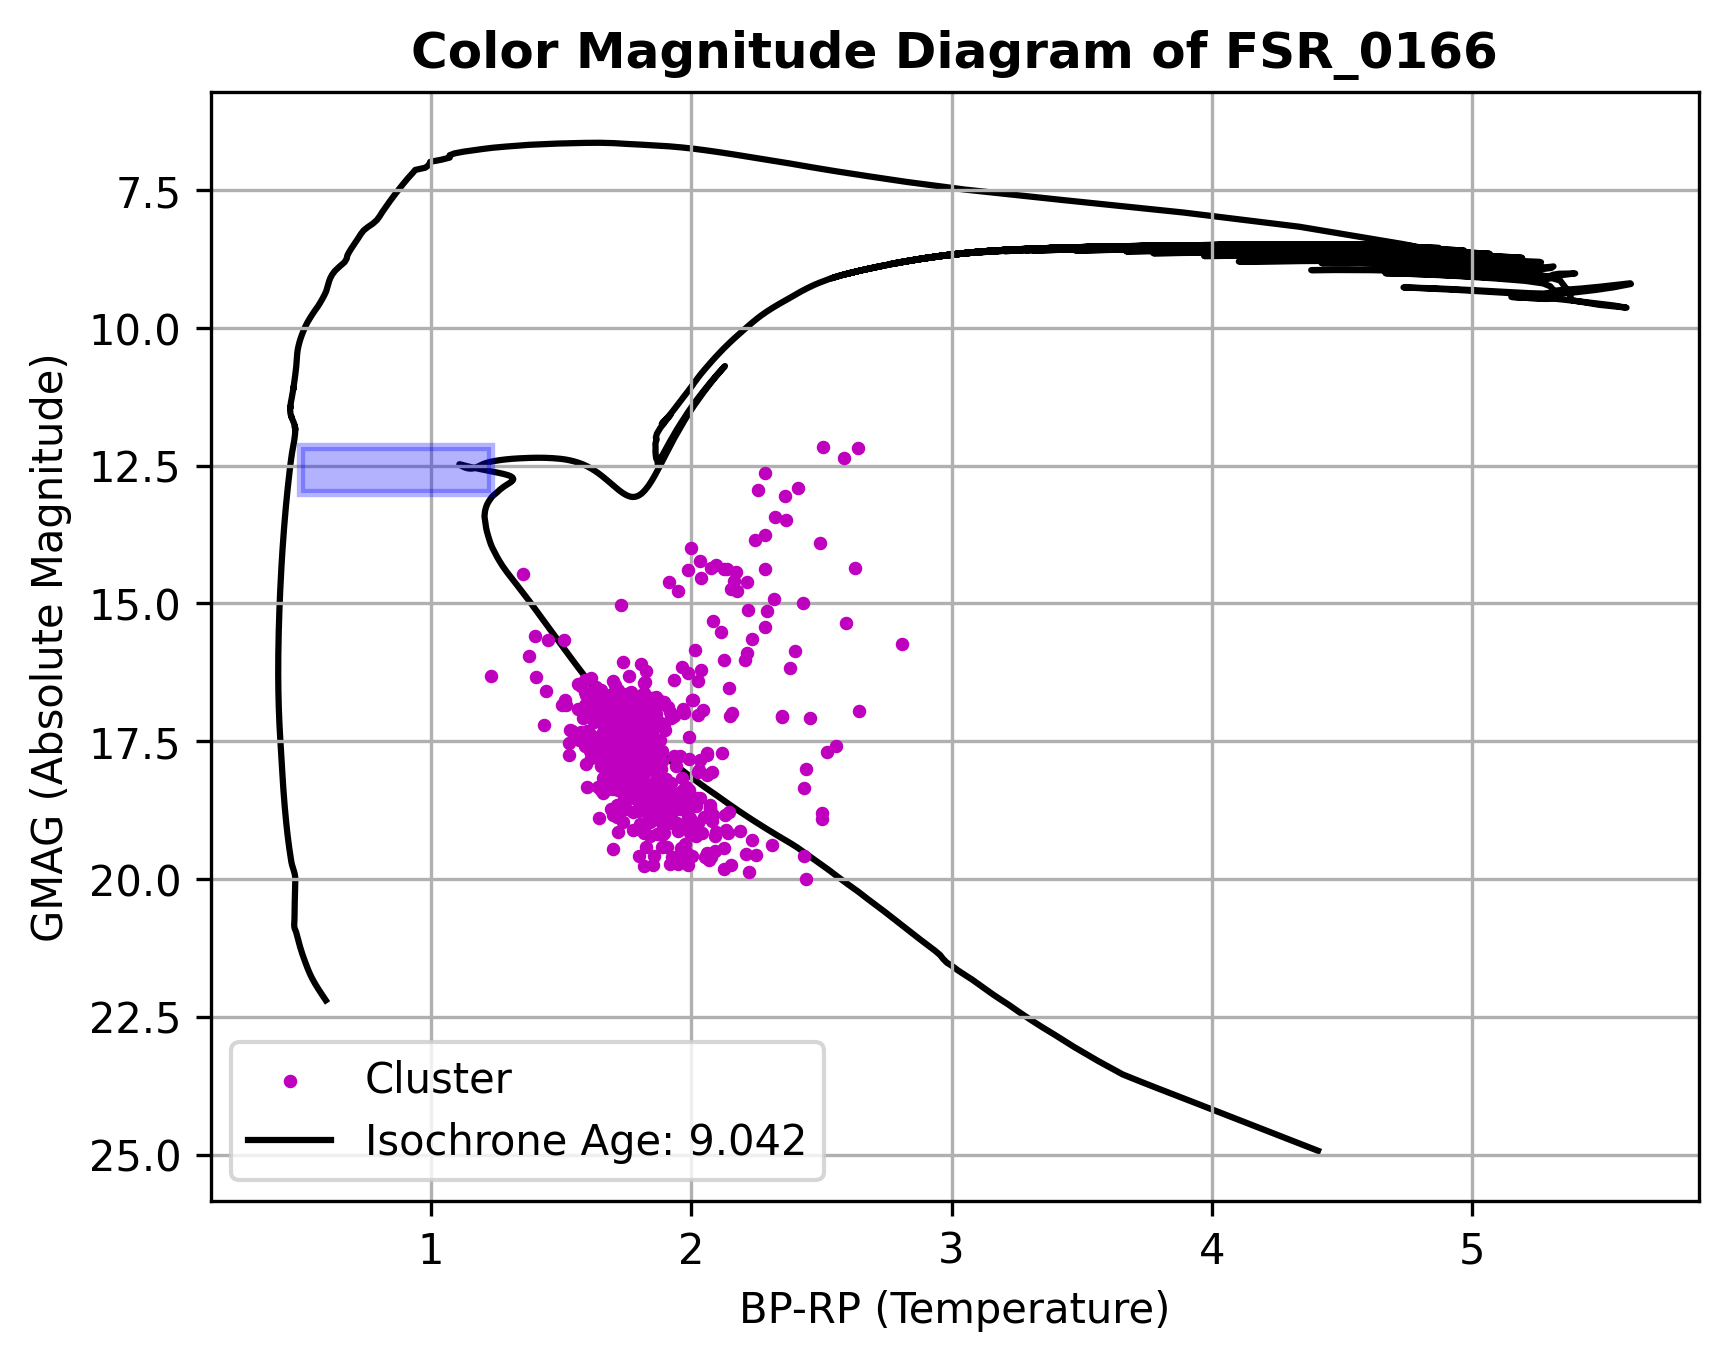 Color Magnitude Diagram of FSR_0166
GMAG (Absolute Magnitude)
7.5
10.0
12.5
15.0
17.5
20.0
22.5
25.0
Cluster
Isochrone Age: 9.042
1 2 3 4 5
BP-RP (Temperature)